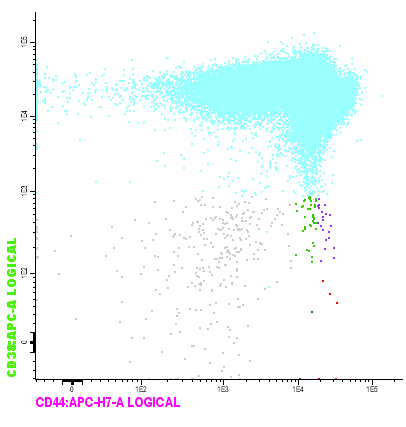 1E5
1E4
1E3
1E2
0
CD38:APC-A LOGICAL
0
1E2
1E3
1E4
1E5
CD44:APC-H7-A LOGICAL